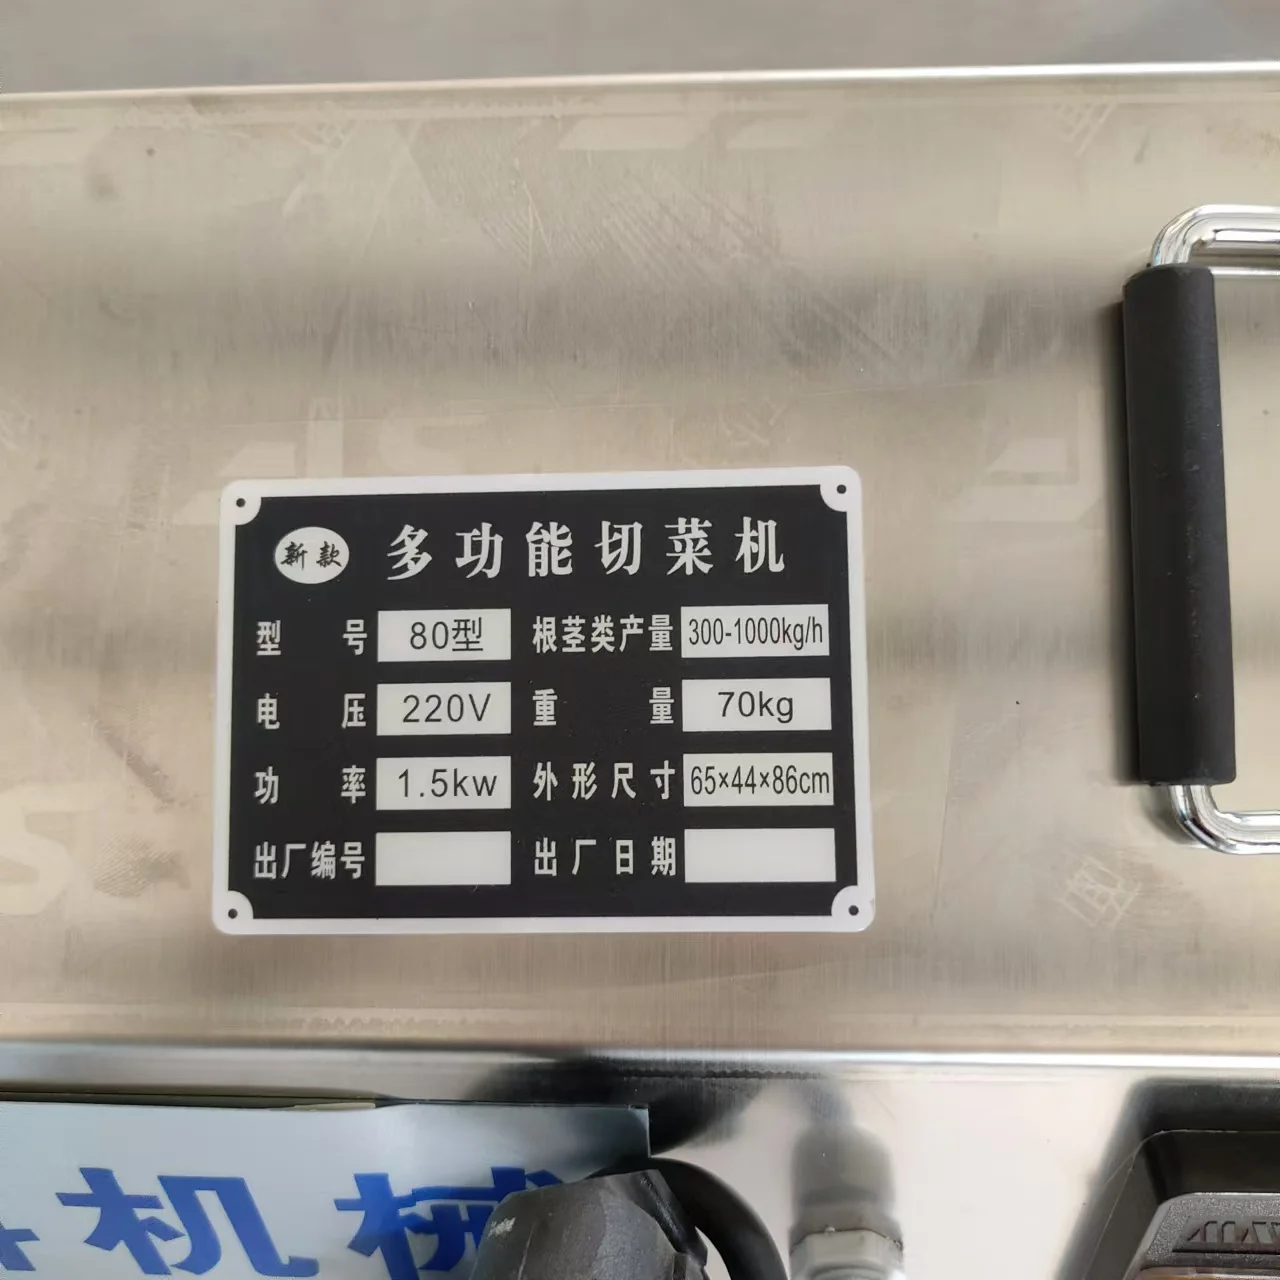 新款 多功能切菜机
型号 80型 根茎类产量 300-1000kg/h
电压 220V 重量 70kg
功率 1.5kw 外形尺寸 65×44×86cm
出厂编号 出厂日期
机械